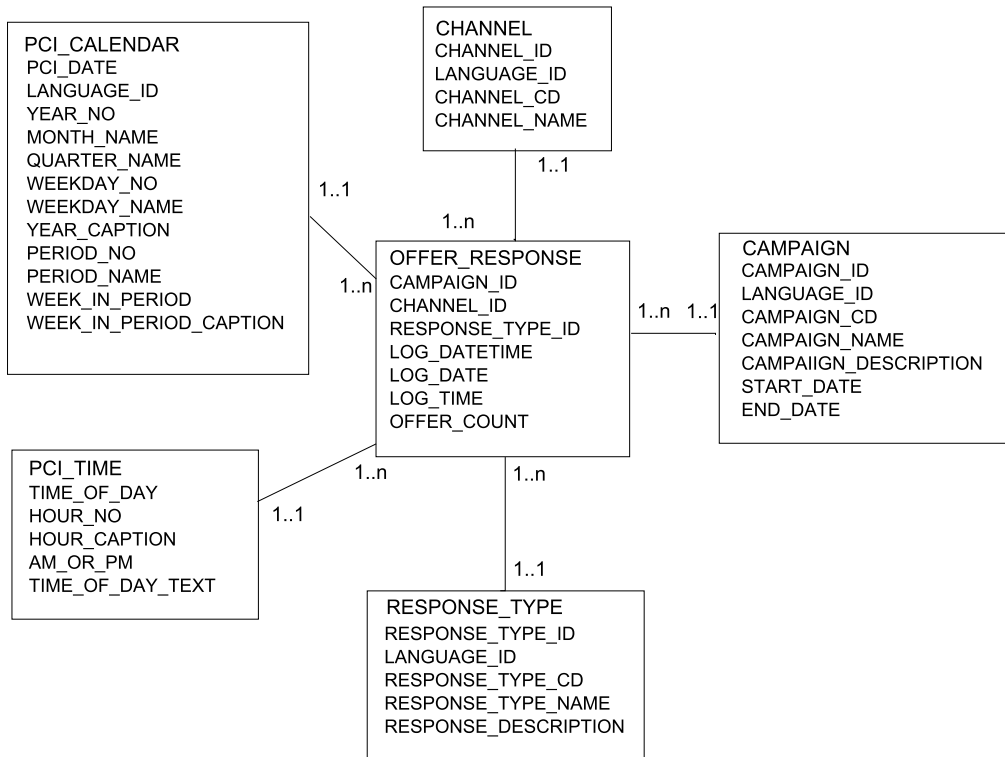 PCI_CALENDAR
PCI_DATE
LANGUAGE_ID
YEAR_NO
MONTH_NAME
QUARTER_NAME
WEEKDAY_NO
WEEKDAY_NAME
YEAR_CAPTION
PERIOD_NO
PERIOD_NAME
WEEK_IN_PERIOD
WEEK_IN_PERIOD_CAPTION
1..1
1..n
CHANNEL
CHANNEL_ID
LANGUAGE_ID
CHANNEL_CD
CHANNEL_NAME
1..1
1..n
OFFER_RESPONSE
CAMPAIGN_ID
CHANNEL_ID
RESPONSE_TYPE_ID
LOG_DATETIME
LOG_DATE
LOG_TIME
OFFER_COUNT
1..n 1..1
CAMPAIGN
CAMPAIGN_ID
LANGUAGE_ID
CAMPAIGN_CD
CAMPAIGN_NAME
CAMPAIIGN_DESCRIPTION
START_DATE
END_DATE
PCI_TIME
TIME_OF_DAY
HOUR_NO
HOUR_CAPTION
AM_OR_PM
TIME_OF_DAY_TEXT
1..n
1..1
1..n
1..1
RESPONSE_TYPE
RESPONSE_TYPE_ID
LANGUAGE_ID
RESPONSE_TYPE_CD
RESPONSE_TYPE_NAME
RESPONSE_DESCRIPTION